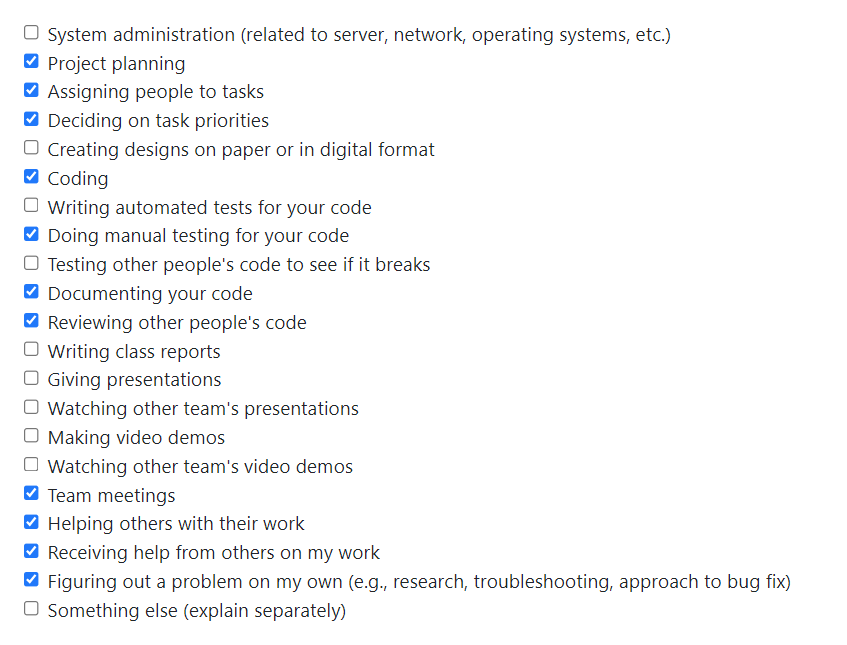 System administration (related to server, network, operating systems, etc.)
Project planning
Assigning people to tasks
Deciding on task priorities
Creating designs on paper or in digital format
Coding
Writing automated tests for your code
Doing manual testing for your code
Testing other people's code to see if it breaks
Documenting your code
Reviewing other people's code
Writing class reports
Giving presentations
Watching other team's presentations
Making video demos
Watching other team's video demos
Team meetings
Helping others with their work
Receiving help from others on my work
Figuring out a problem on my own (e.g., research, troubleshooting, approach to bug fix)
Something else (explain separately)